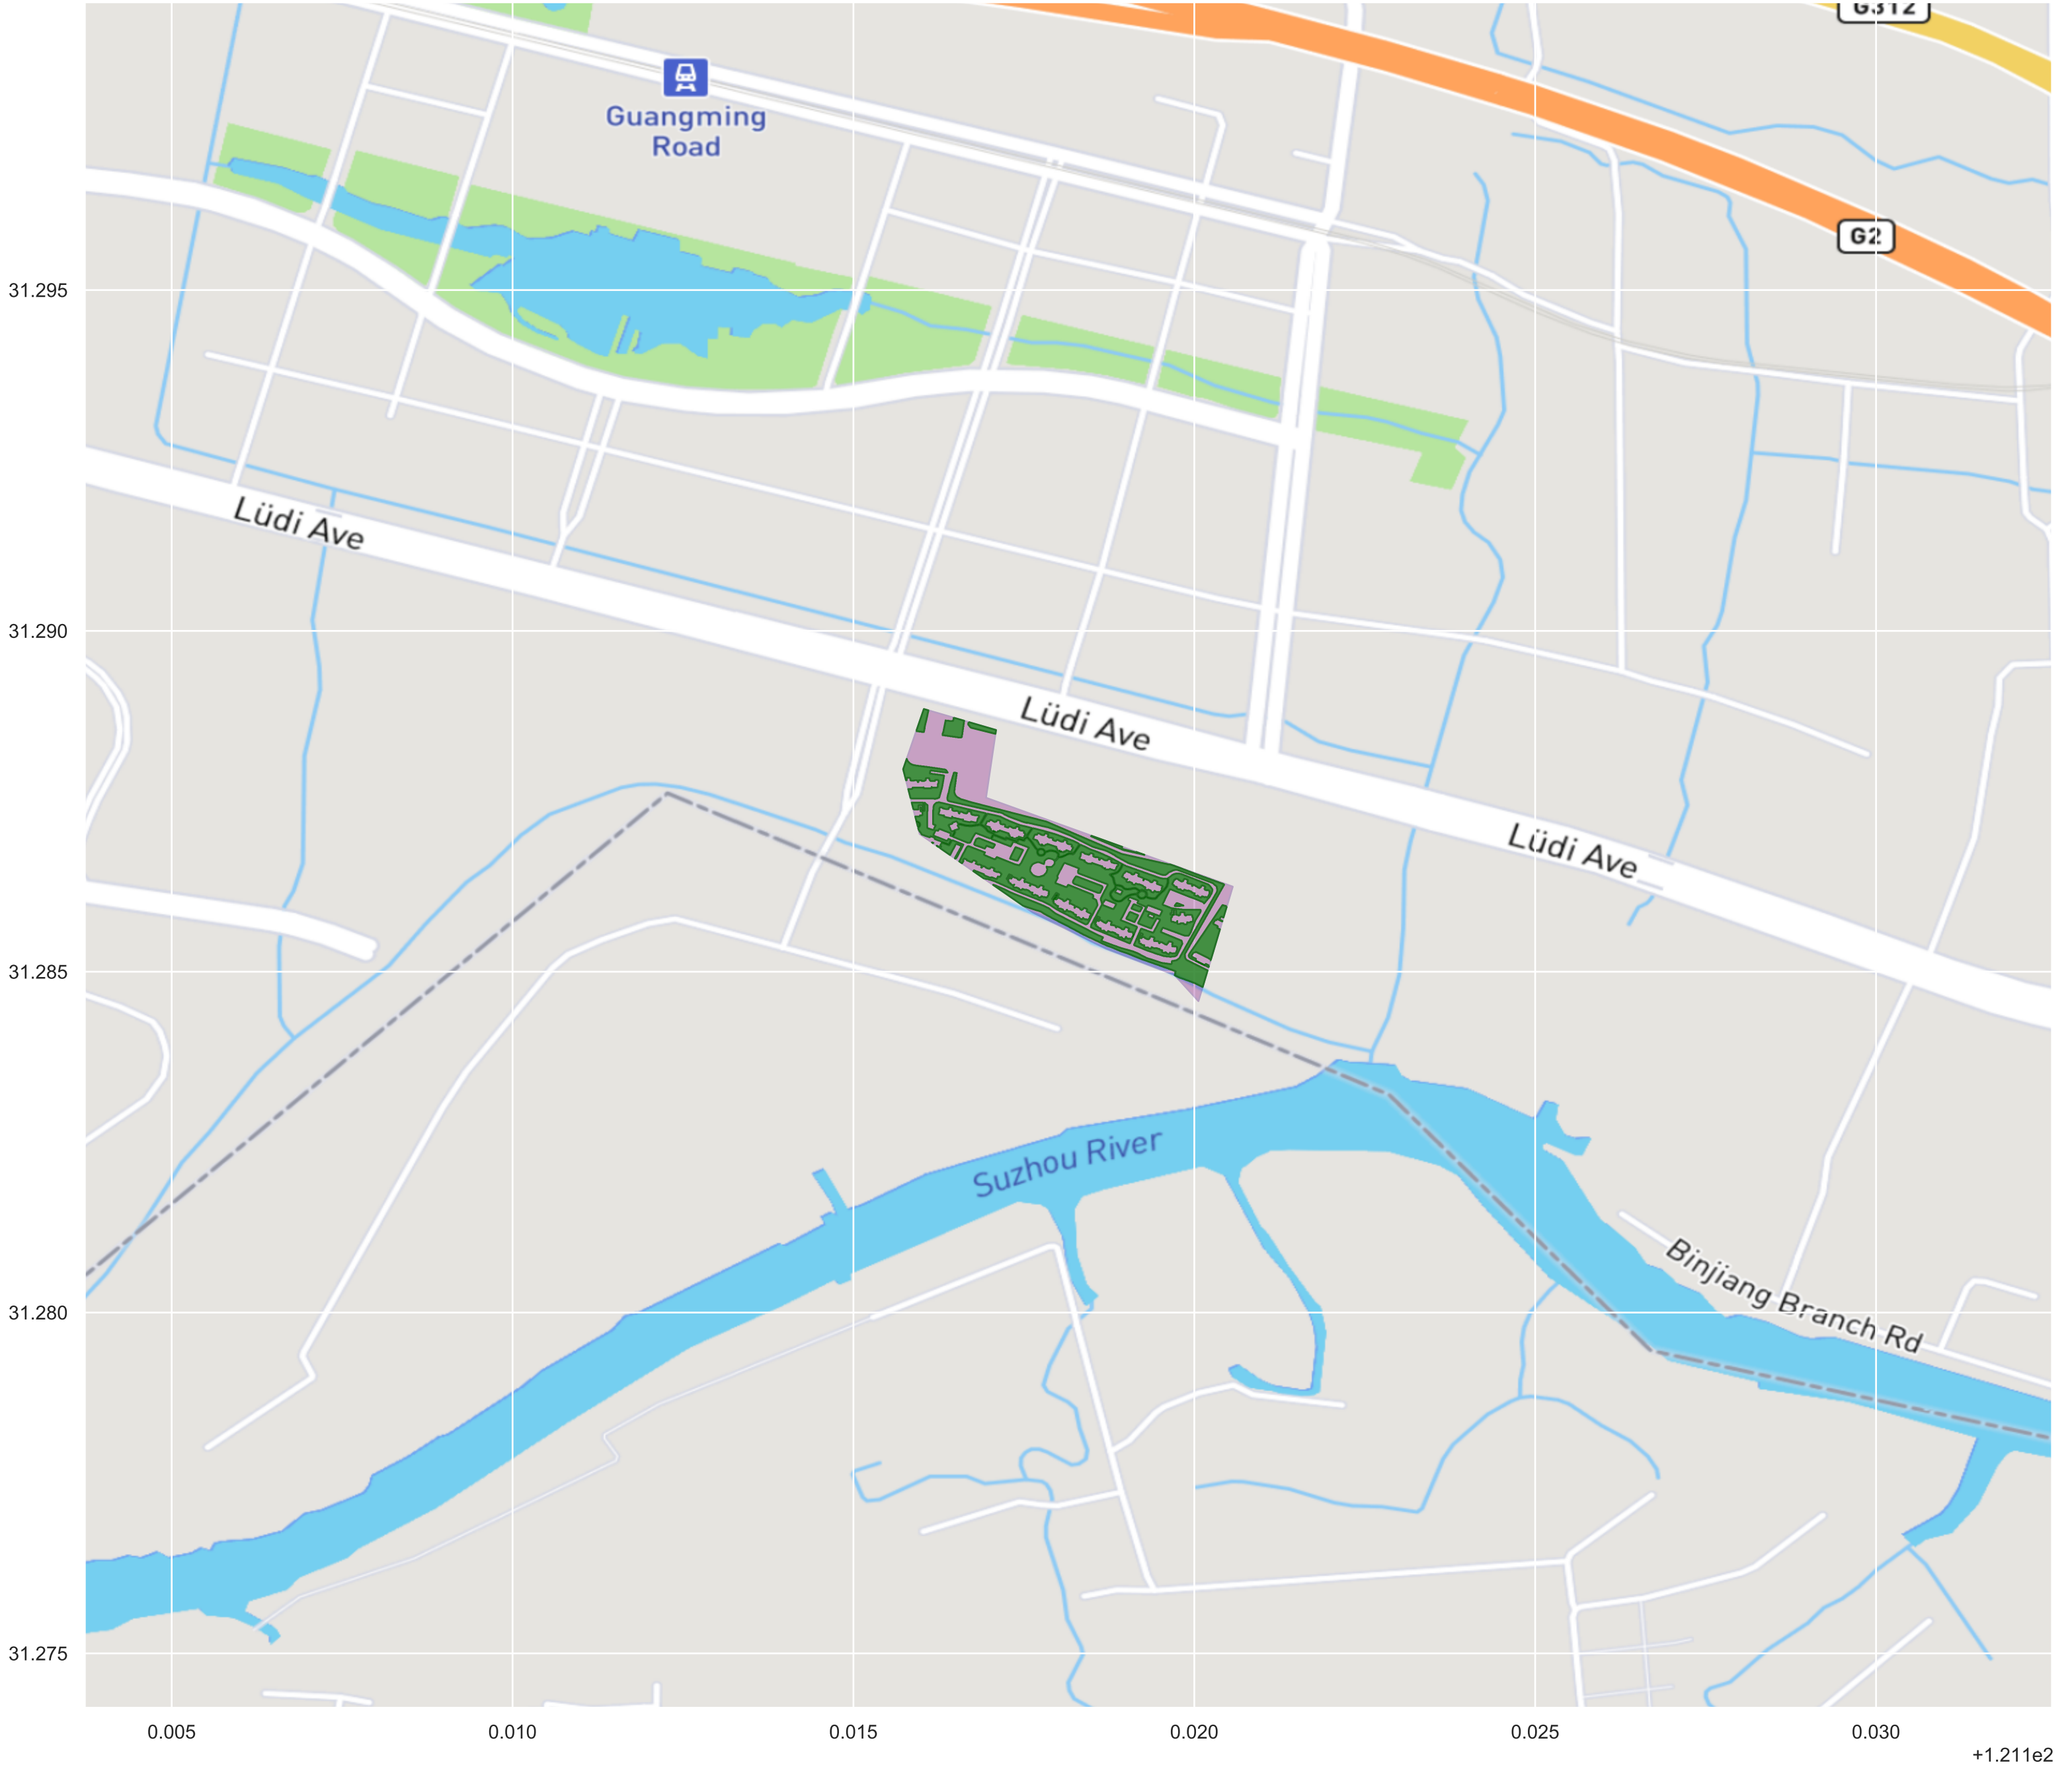 G312
Guangming
Road
G2
31.295
Lüdi Ave
31.290
Lüdi Ave
Lüdi Ave
31.285
Suzhou River
Binjiang Branch Rd
31.280
31.275
0.005
0.010
0.015
0.020
0.025
0.030
+1.211e2